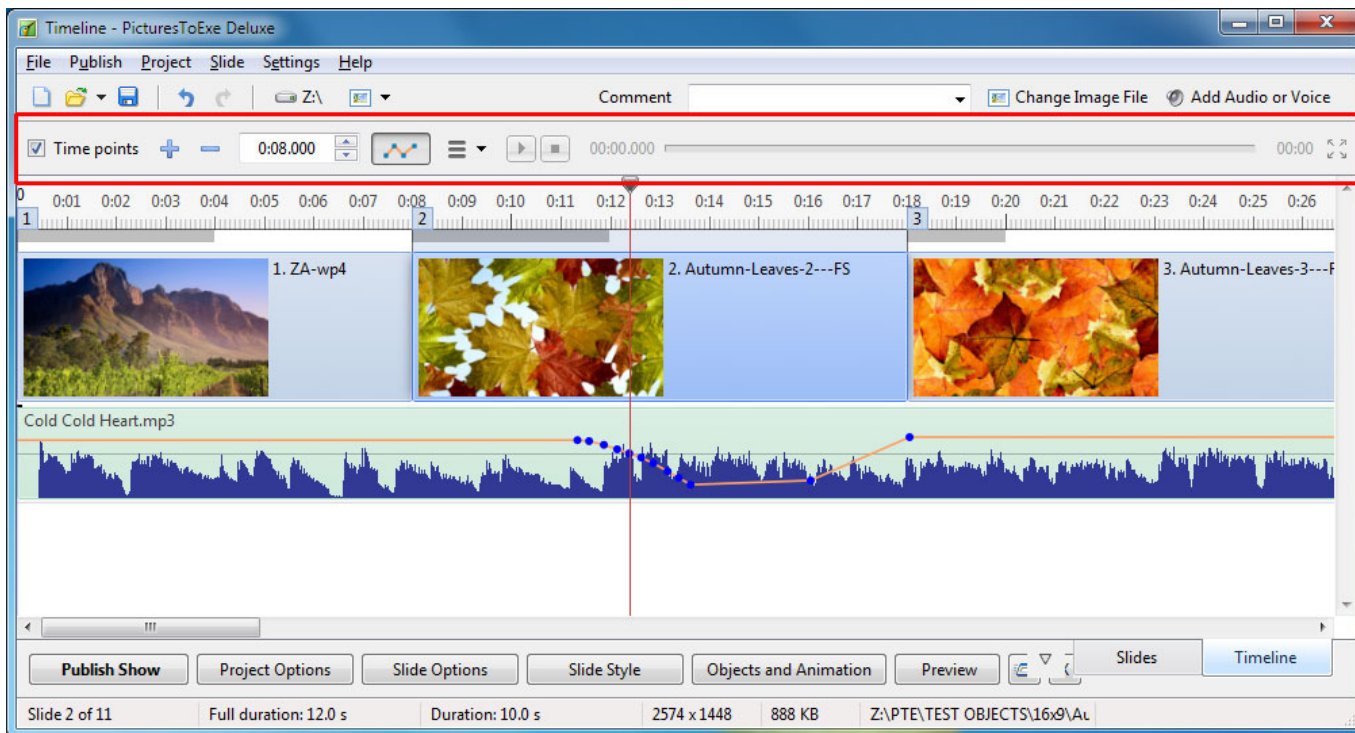 Timeline - PicturesToExe Deluxe
File Publish Project Slide Settings Help
Z:\ Comment Change Image File Add Audio or Voice
Time points 0:08.000 00:00.000 00:00
0 0:01 0:02 0:03 0:04 0:05 0:06 0:07 0:08 0:09 0:10 0:11 0:12 0:13 0:14 0:15 0:16 0:17 0:18 0:19 0:20 0:21 0:22 0:23 0:24 0:25 0:26
1 2 3
1. ZA-wp4 2. Autumn-Leaves-2---FS 3. Autumn-Leaves-3---F
Cold Cold Heart.mp3
Publish Show Project Options Slide Options Slide Style Objects and Animation Preview Slides Timeline
Slide 2 of 11 Full duration: 12.0 s Duration: 10.0 s 2574 x 1448 888 KB Z:\PTE\TEST OBJECTS\16x9\Au